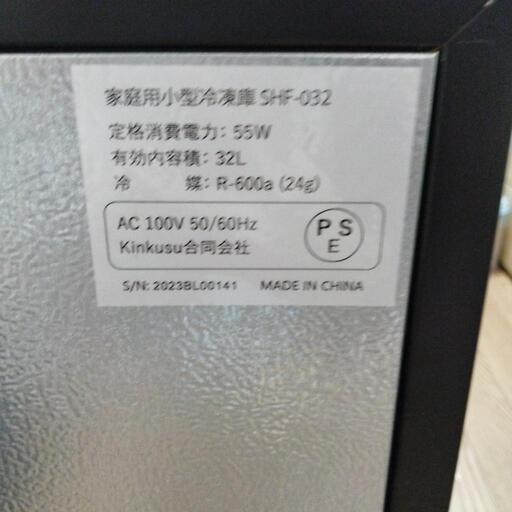 家庭用小型冷凍庫 SHF-032
定格消費電力： 55W
有効内容積： 32L
冷　　　媒： R-600a (24g)
AC 100V 50/60Hz
Kinkusu合同会社
P S
E
S/N: 2023BL00141　MADE IN CHINA